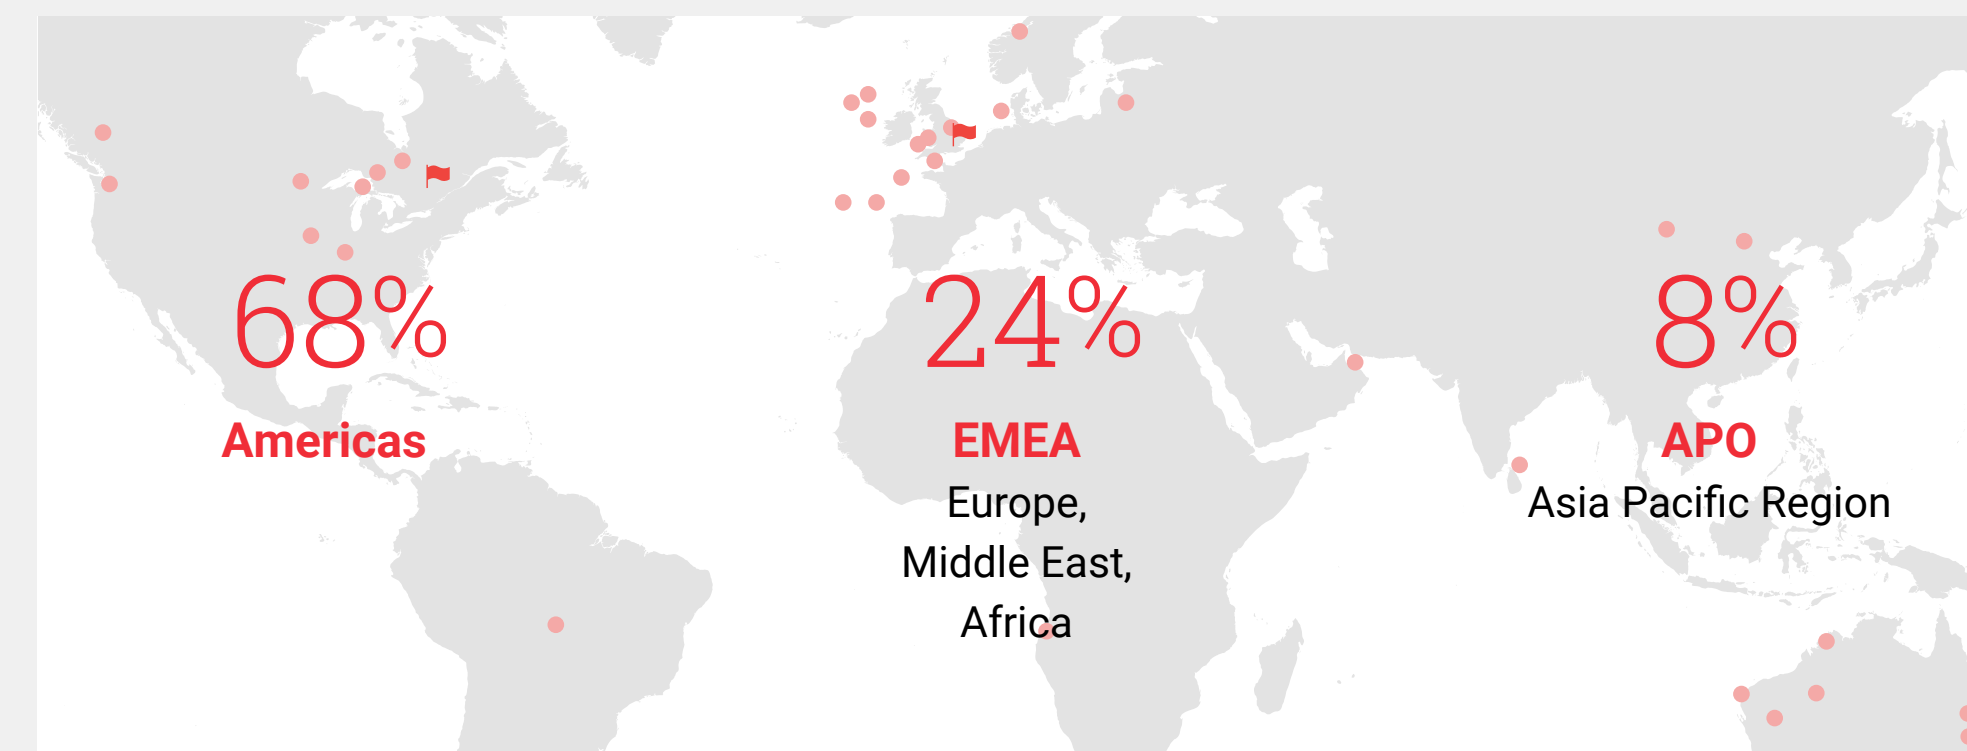 68%
Americas
24%
EMEA
Europe,
Middle East,
Africa
8%
APO
Asia Pacific Region